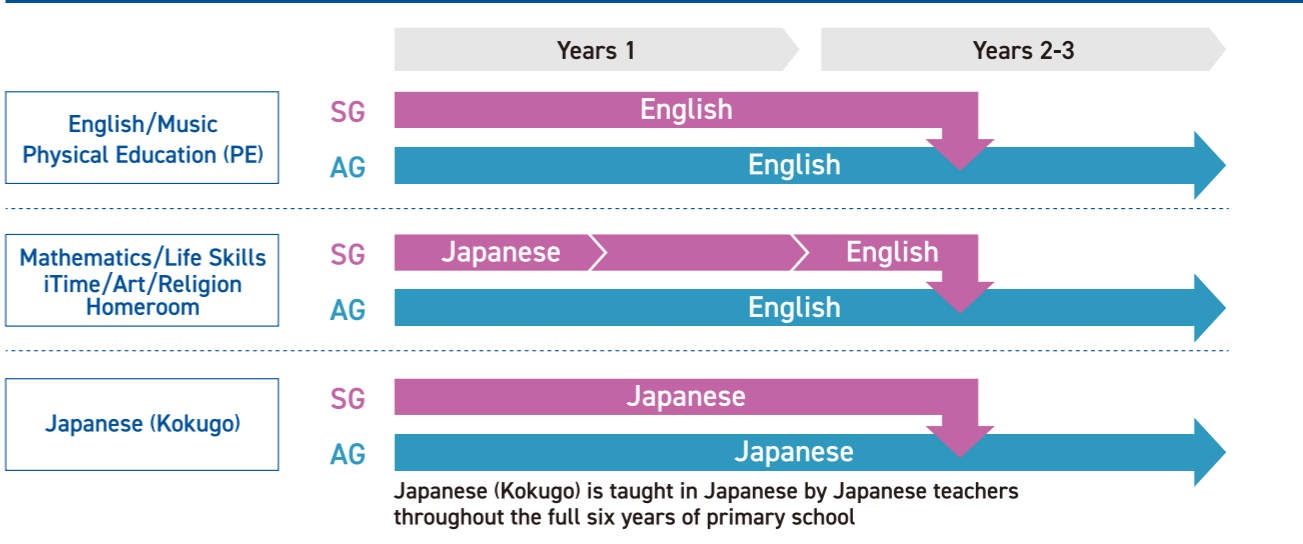 Years 1
Years 2-3
English/Music
Physical Education (PE)
SG
English
AG
English
Mathematics/Life Skills
iTime/Art/Religion
Homeroom
SG
Japanese
English
AG
English
Japanese (Kokugo)
SG
Japanese
AG
Japanese
Japanese (Kokugo) is taught in Japanese by Japanese teachers
throughout the full six years of primary school